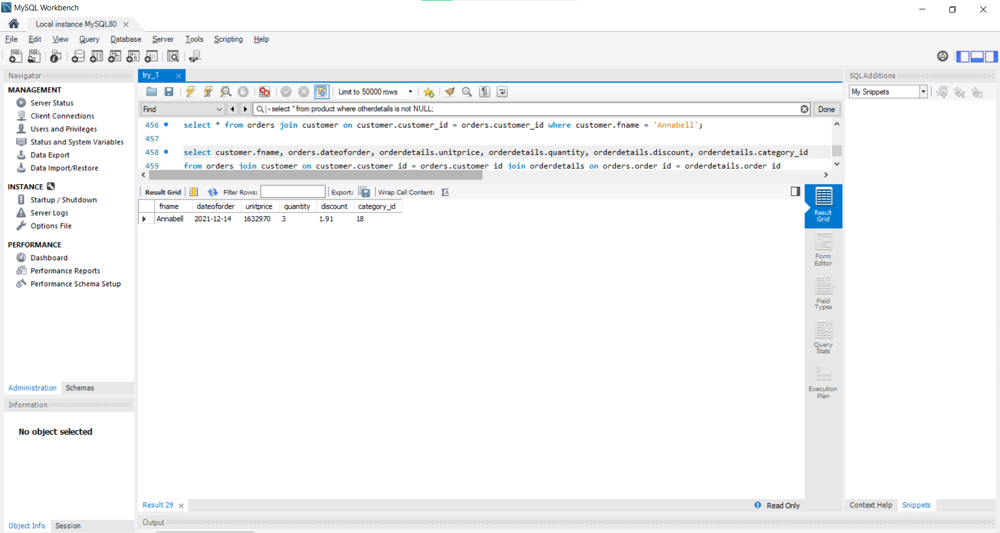 MySQL Workbench
Local instance MySQL80
File Edit View Query Database Server Tools Scripting Help
Navigator
MANAGEMENT
Server Status
Client Connections
Users and Privileges
Status and System Variables
Data Export
Data Import/Restore
INSTANCE
Startup / Shutdown
Server Logs
Options File
PERFORMANCE
Dashboard
Performance Reports
Performance Schema Setup
Administration Schemas
Information
No object selected
Object Info Session
try_1
Limit to 50000 rows
Find select * from product where otherdetails is not NULL; Done
456 select * from orders join customer on customer.customer_id = orders.customer_id where customer.fname = 'Annabell';
457
458 select customer.fname, orders.dateoforder, orderdetails.unitprice, orderdetails.quantity, orderdetails.discount, orderdetails.category_id
459 from orders join customer on customer.customer_id = orders.customer_id join orderdetails on orders.order_id = orderdetails.order_id
Result Grid Filter Rows: Export: Wrap Cell Content:
fname dateoforder unitprice quantity discount category_id
Annabell 2021-12-14 1632970 3 1.91 18
Result
Grid
Form
Editor
Field
Types
Query
Stats
Execution
Plan
Result 29 Read Only
Output
SQLAdditions
My Snippets
Context Help Snippets